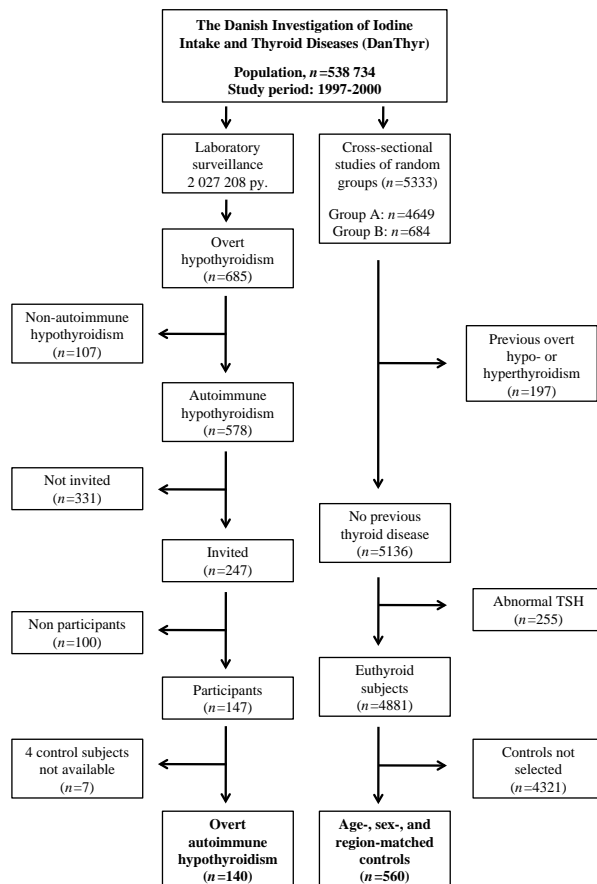 The Danish Investigation of Iodine
Intake and Thyroid Diseases (DanThyr)
Population, n=538 734
Study period: 1997-2000
Laboratory
surveillance
2 027 208 py.
Cross-sectional
studies of random
groups (n=5333)
Group A: n=4649
Group B: n=684
Overt
hypothyroidism
(n=685)
Non-autoimmune
hypothyroidism
(n=107)
Previous overt
hypo- or
hyperthyroidism
(n=197)
Autoimmune
hypothyroidism
(n=578)
Not invited
(n=331)
No previous
thyroid disease
(n=5136)
Invited
(n=247)
Abnormal TSH
(n=255)
Non participants
(n=100)
Participants
(n=147)
Euthyroid
subjects
(n=4881)
4 control subjects
not available
(n=7)
Controls not
selected
(n=4321)
Overt
autoimmune
hypothyroidism
(n=140)
Age-, sex-, and
region-matched
controls
(n=560)